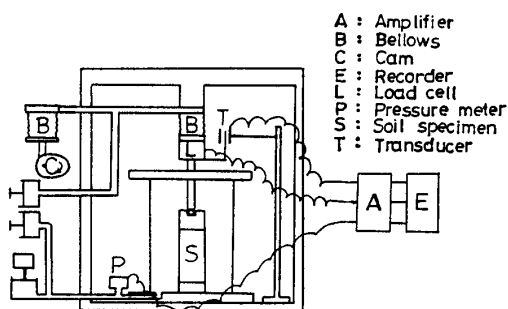 A : Amplifier
B : Bellows
C : Cam
E : Recorder
L : Load cell
P : Pressure meter
S : Soil specimen
T : Transducer
B
B
T
L
C
A
E
S
P